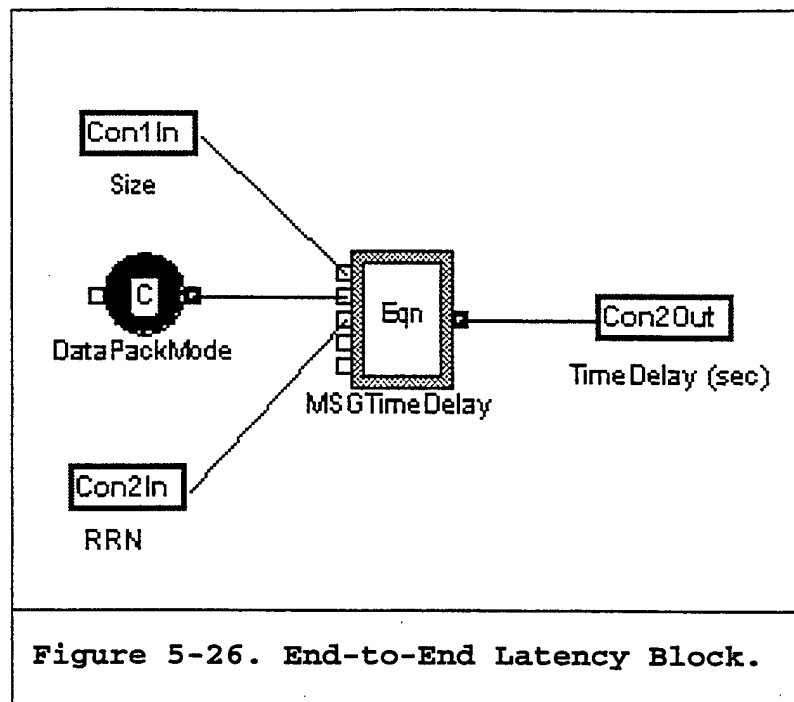 Con1In
Size
C
DataPackMode
Eqn
MSGTimeDelay
Con2Out
TimeDelay (sec)
Con2In
RRN
Figure 5-26. End-to-End Latency Block.